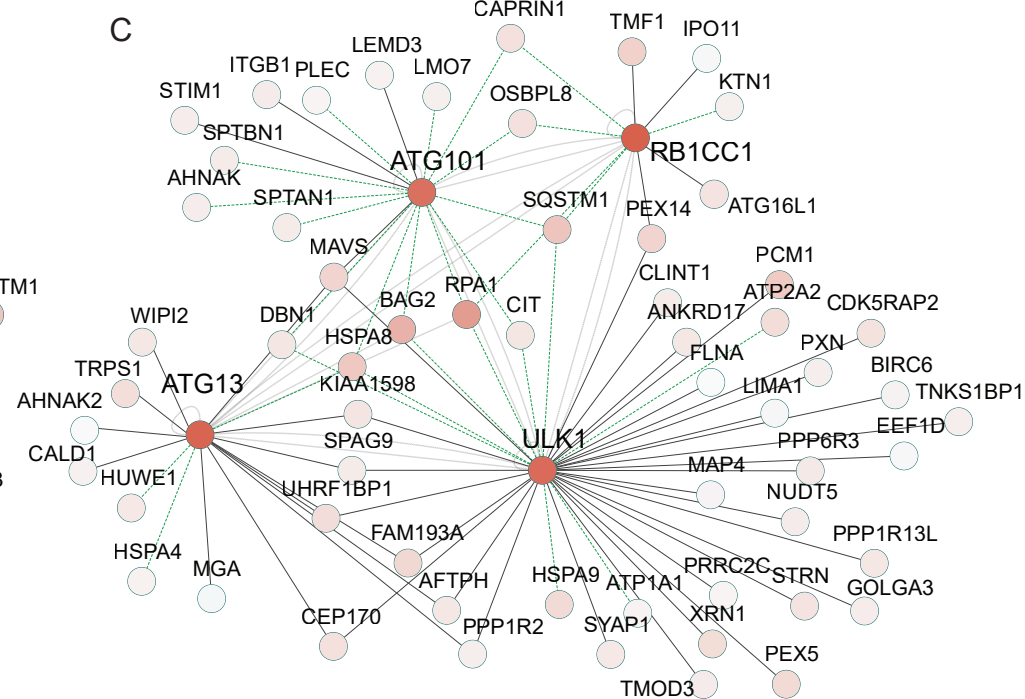 C
CAPRIN1
TMF1
IPO11
LEMD3
ITGB1
PLEC
LMO7
KTN1
STIM1
OSBPL8
SPTBN1
ATG101
RB1CC1
AHNAK
SPTAN1
SQSTM1
PEX14
ATG16L1
MAVS
PCM1
CLINT1
TM1
RPA1
ATP2A2
BAG2
CIT
CDK5RAP2
WIPI2
DBN1
ANKRD17
HSPA8
PXN
FLNA
TRPS1
BIRC6
ATG13
KIAA1598
LIMA1
TNKS1BP1
AHNAK2
EEF1D
SPAG9
ULK1
PPP6R3
CALD1
MAP4
HUWE1
UHRF1BP1
NUDT5
FAM193A
PPP1R13L
HSPA4
MGA
AFTPH
HSPA9
ATP1A1
PRRC2C
STRN
GOLGA3
CEP170
PPP1R2
SYAP1
XRN1
PEX5
TMOD3